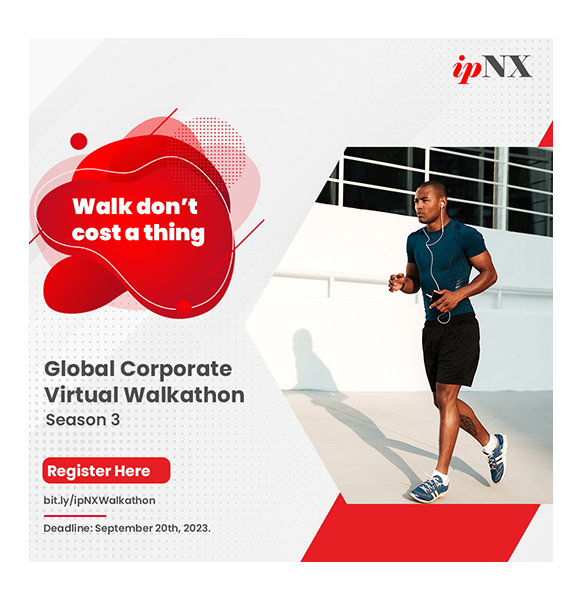 ipNX
Walk don't
cost a thing
Global Corporate
Virtual Walkathon
Season 3
Register Here
bit.ly/ipNXWalkathon
Deadline: September 20th, 2023.